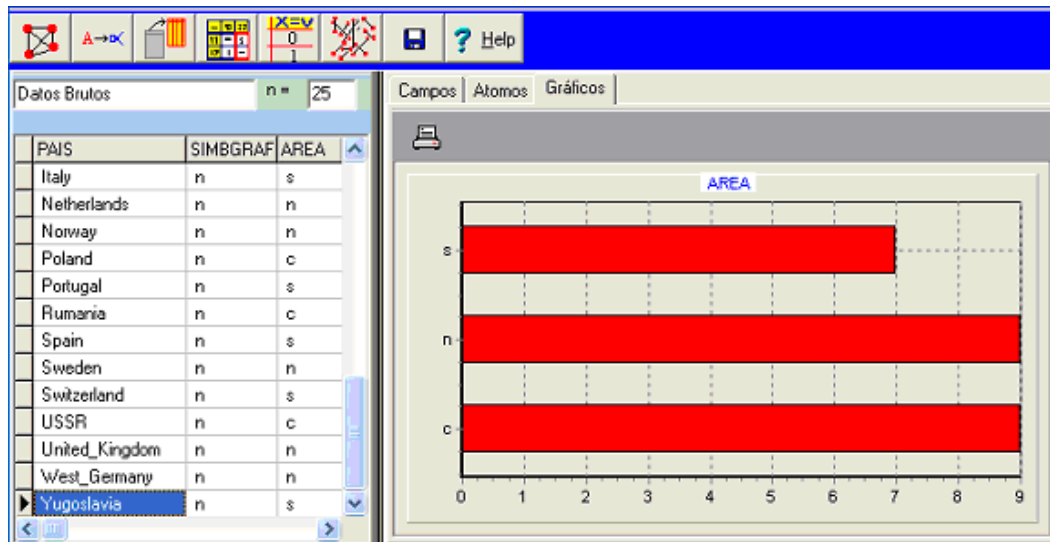 A→∝ X=V 0 1 ? Help
Datos Brutos n = 25
PAIS SIMBGRAF AREA
Italy n s
Netherlands n n
Norway n n
Poland n c
Portugal n s
Rumania n c
Spain n s
Sweden n n
Switzerland n s
USSR n c
United_Kingdom n n
West_Germany n n
Yugoslavia n s
Campos Atomos Gráficos
AREA
s
n
c
0 1 2 3 4 5 6 7 8 9